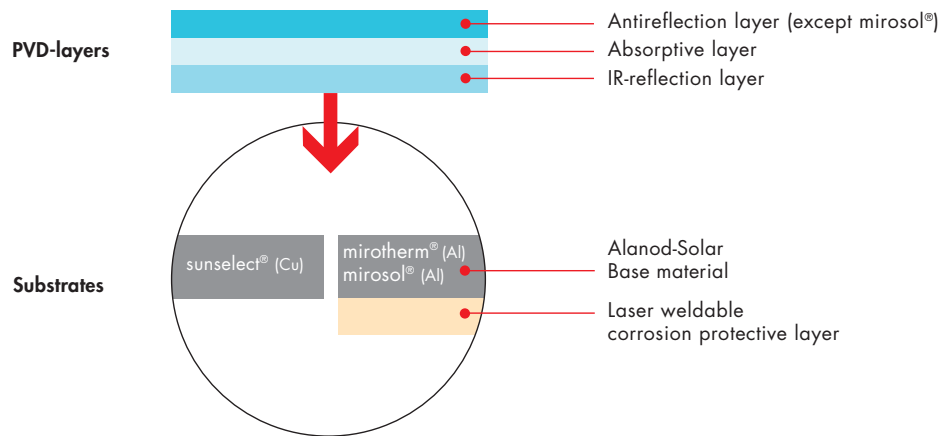 PVD-layers
Antireflection layer (except mirosol®)
Absorptive layer
IR-reflection layer
Substrates
sunselect® (Cu)
mirotherm® (Al)
mirosol® (Al)
Alanod-Solar
Base material
Laser weldable
corrosion protective layer